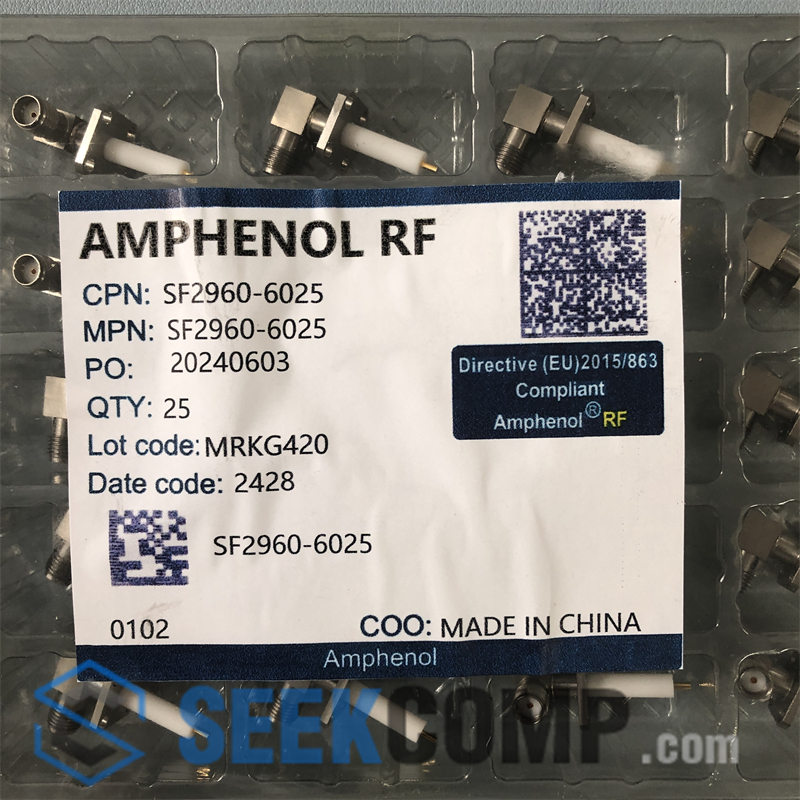 AMPHENOL RF
CPN: SF2960-6025
MPN: SF2960-6025
PO: 20240603
QTY: 25
Lot code: MRKG420
Date code: 2428
Directive (EU)2015/863
Compliant
Amphenol® RF
SF2960-6025
0102
COO: MADE IN CHINA
Amphenol
SEEKCOMP.com